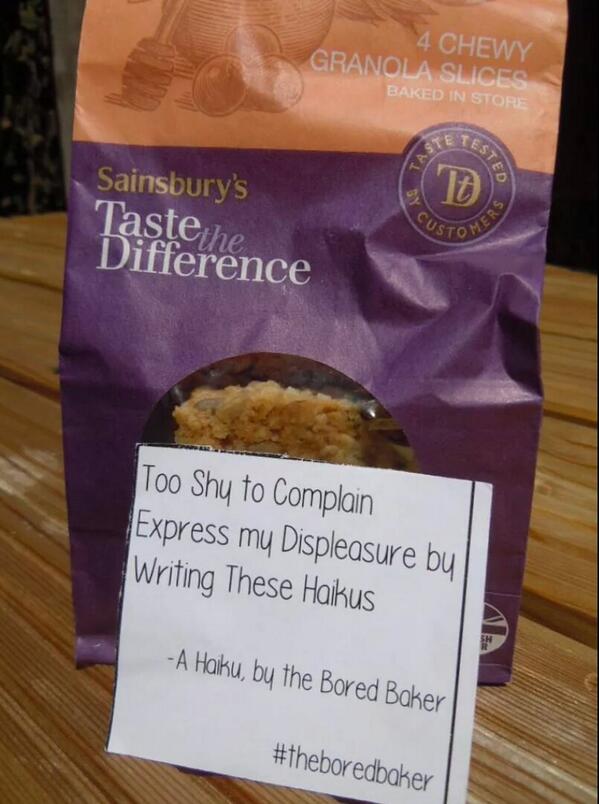 4 CHEWY
GRANOLA SLICES
BAKED IN STORE
TASTE TESTED
Td
BY CUSTOMERS
Sainsbury's
Taste the
Difference
Too Shy to Complain
Express my Displeasure by
Writing These Haikus
-A Haiku, by the Bored Baker
#theboredbaker